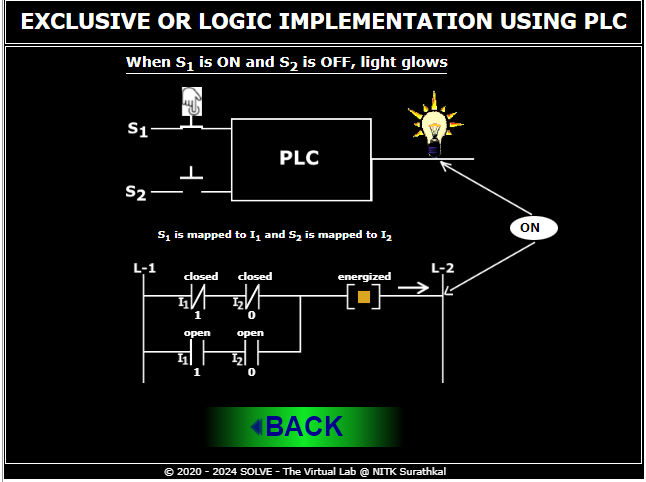 EXCLUSIVE OR LOGIC IMPLEMENTATION USING PLC
When S1 is ON and S2 is OFF, light glows
S1
PLC
S2
ON
S1 is mapped to I1 and S2 is mapped to I2
L-1
L-2
closed closed energized
I1 I2
1 0
open open
I1 I2
1 0
BACK
© 2020 - 2024 SOLVE - The Virtual Lab @ NITK Surathkal